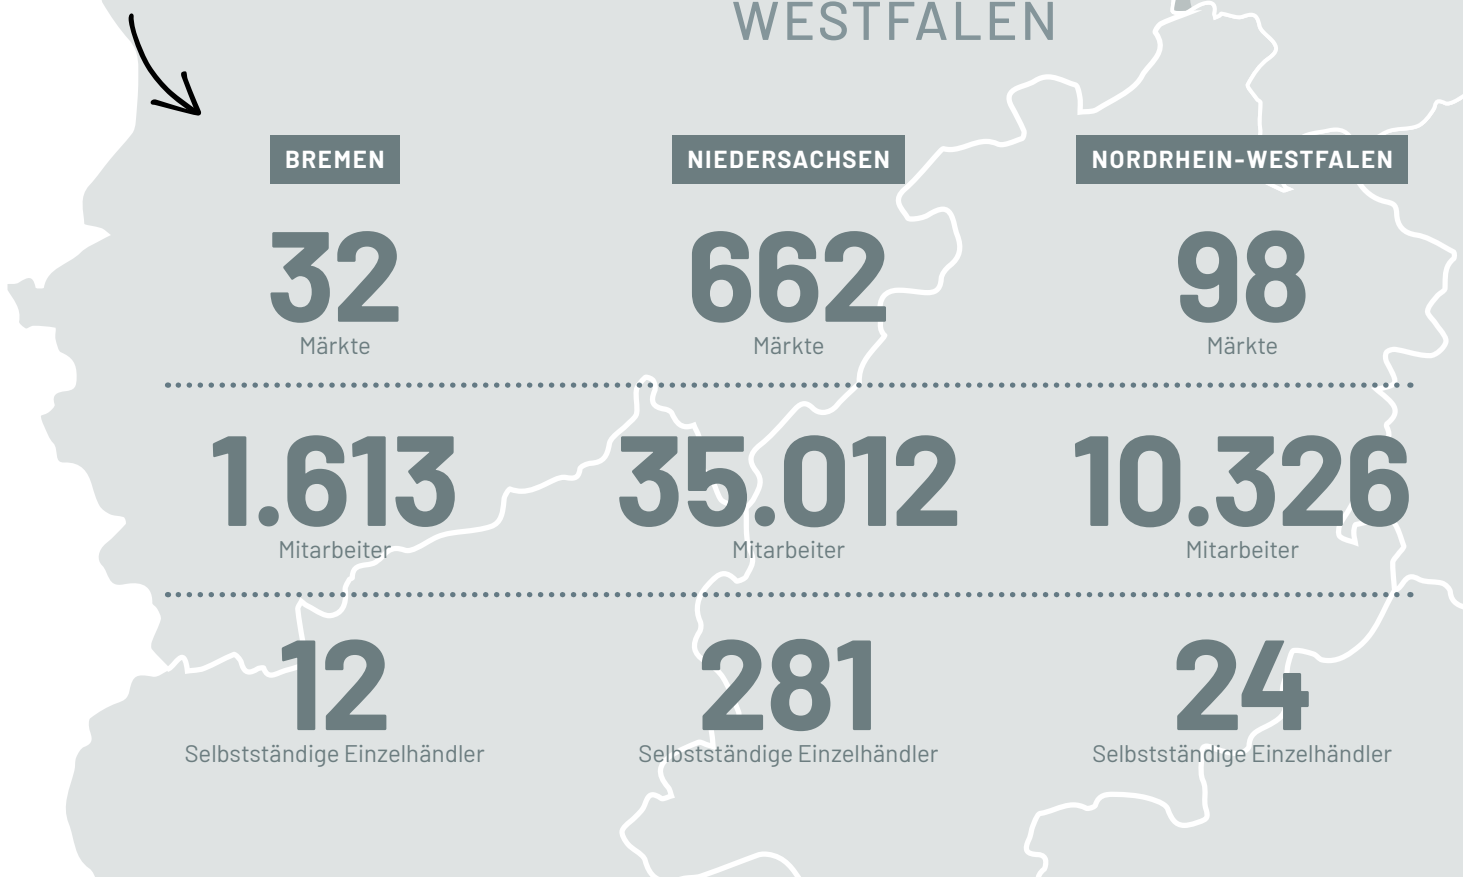 WESTFALEN
BREMEN NIEDERSACHSEN NORDRHEIN-WESTFALEN
32 662 98
Märkte Märkte Märkte
1.613 35.012 10.326
Mitarbeiter Mitarbeiter Mitarbeiter
12 281 24
Selbstständige Einzelhändler Selbstständige Einzelhändler Selbstständige Einzelhändler